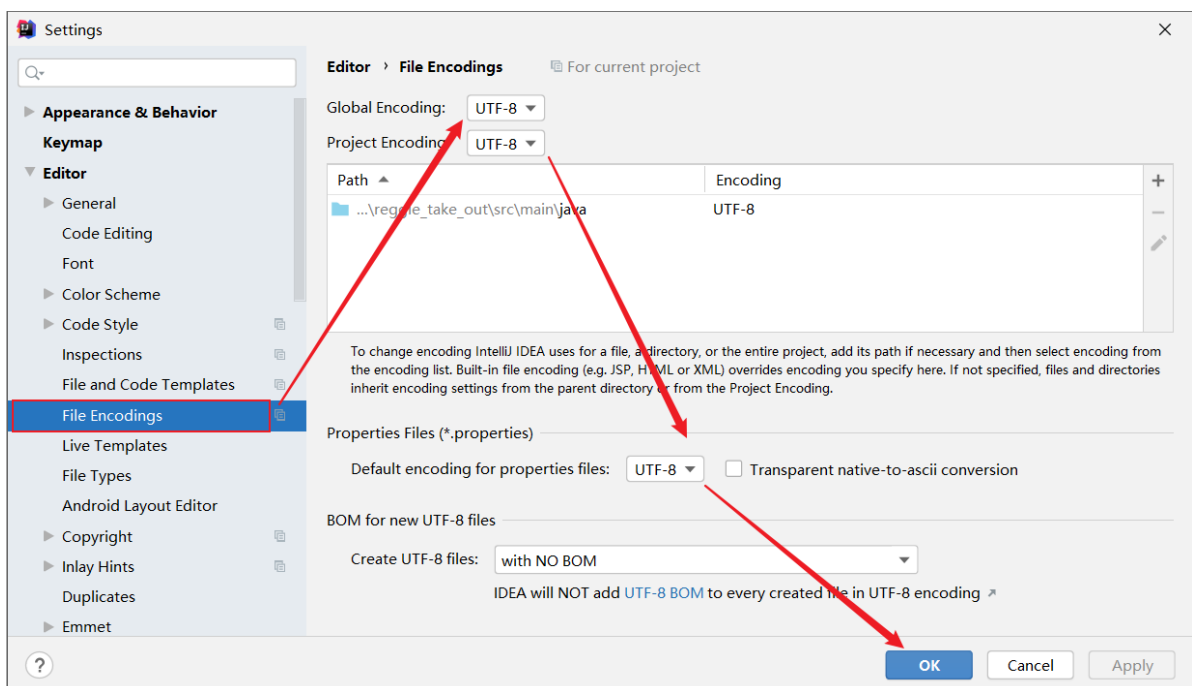 Settings
Appearance & Behavior
Keymap
Editor
General
Code Editing
Font
Color Scheme
Code Style
Inspections
File and Code Templates
File Encodings
Live Templates
File Types
Android Layout Editor
Copyright
Inlay Hints
Duplicates
Emmet
Editor › File Encodings For current project
Global Encoding: UTF-8
Project Encoding: UTF-8
Path Encoding
...\reggie_take_out\src\main\java UTF-8
To change encoding IntelliJ IDEA uses for a file, a directory, or the entire project, add its path if necessary and then select encoding from
the encoding list. Built-in file encoding (e.g. JSP, HTML or XML) overrides encoding you specify here. If not specified, files and directories
inherit encoding settings from the parent directory or from the Project Encoding.
Properties Files (*.properties)
Default encoding for properties files: UTF-8 Transparent native-to-ascii conversion
BOM for new UTF-8 files
Create UTF-8 files: with NO BOM
IDEA will NOT add UTF-8 BOM to every created file in UTF-8 encoding ↗
? OK Cancel Apply